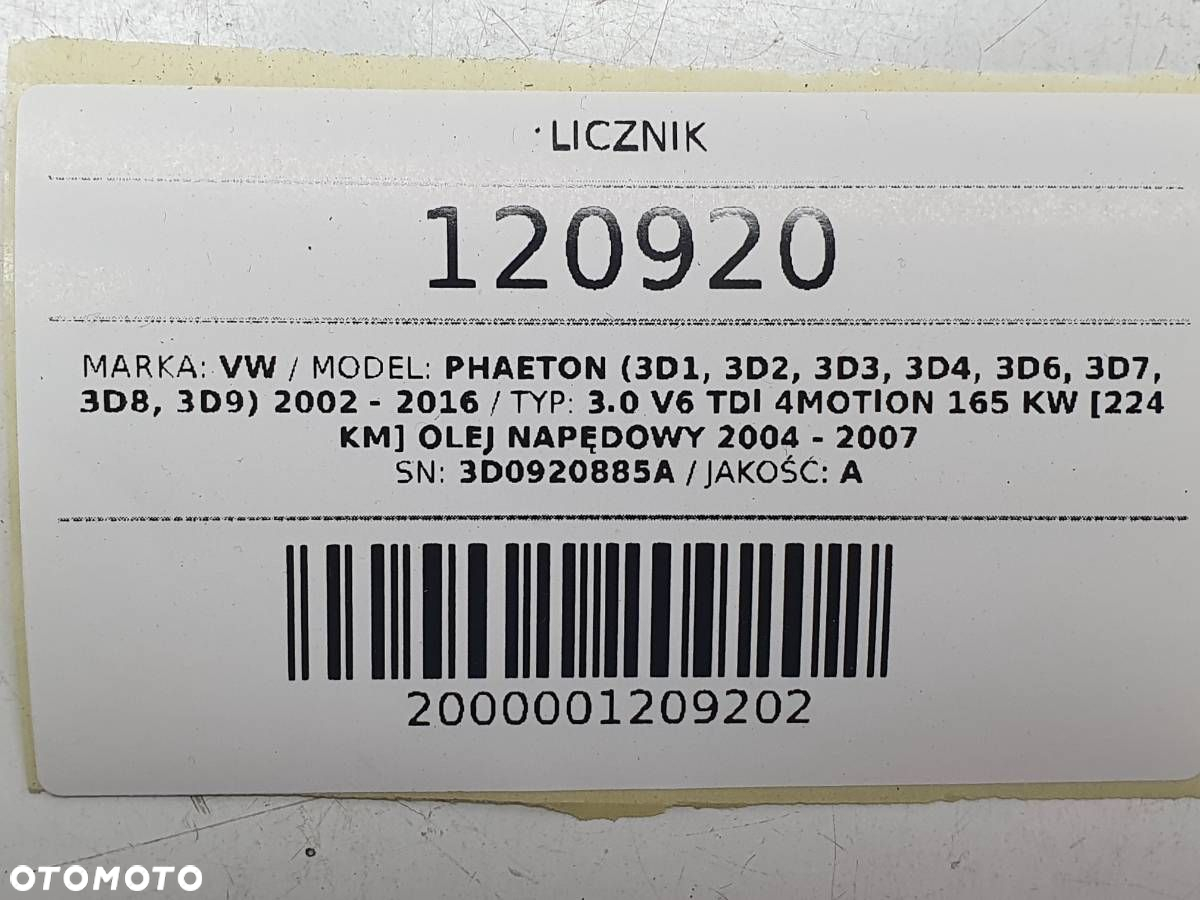 LICZNIK
120920
MARKA: VW / MODEL: PHAETON (3D1, 3D2, 3D3, 3D4, 3D6, 3D7,
3D8, 3D9) 2002 - 2016 / TYP: 3.0 V6 TDI 4MOTION 165 KW [224
KM] OLEJ NAPĘDOWY 2004 - 2007
SN: 3D0920885A / JAKOŚĆ: A
2000001209202
OTOMOTO